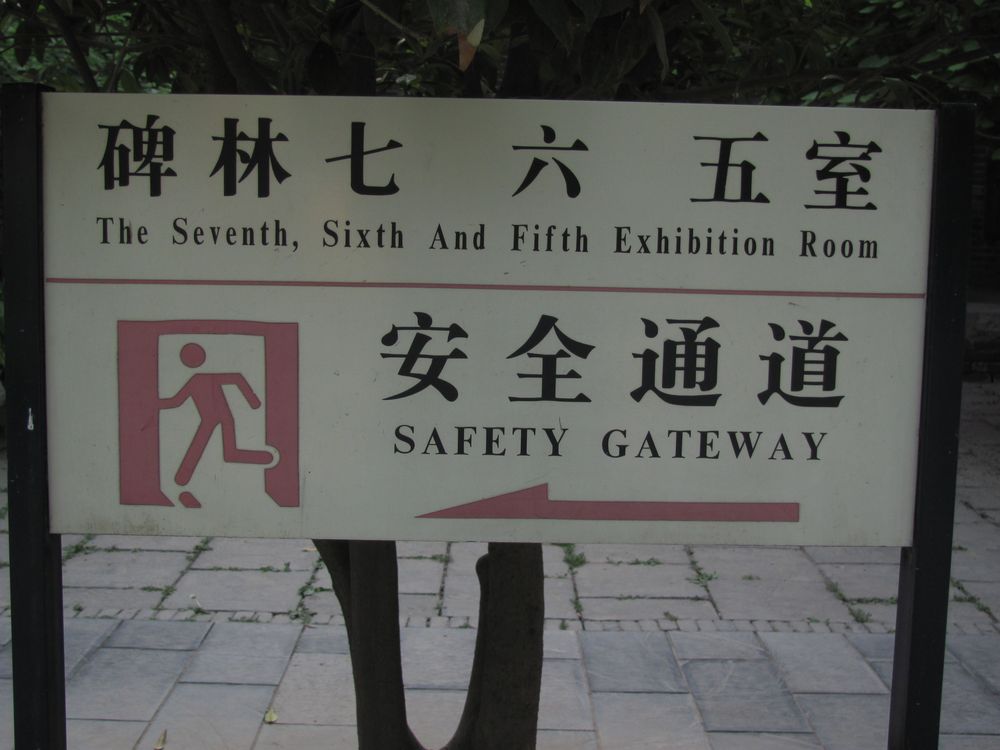 碑林七 六 五室
The Seventh, Sixth And Fifth Exhibition Room
安全通道
SAFETY GATEWAY